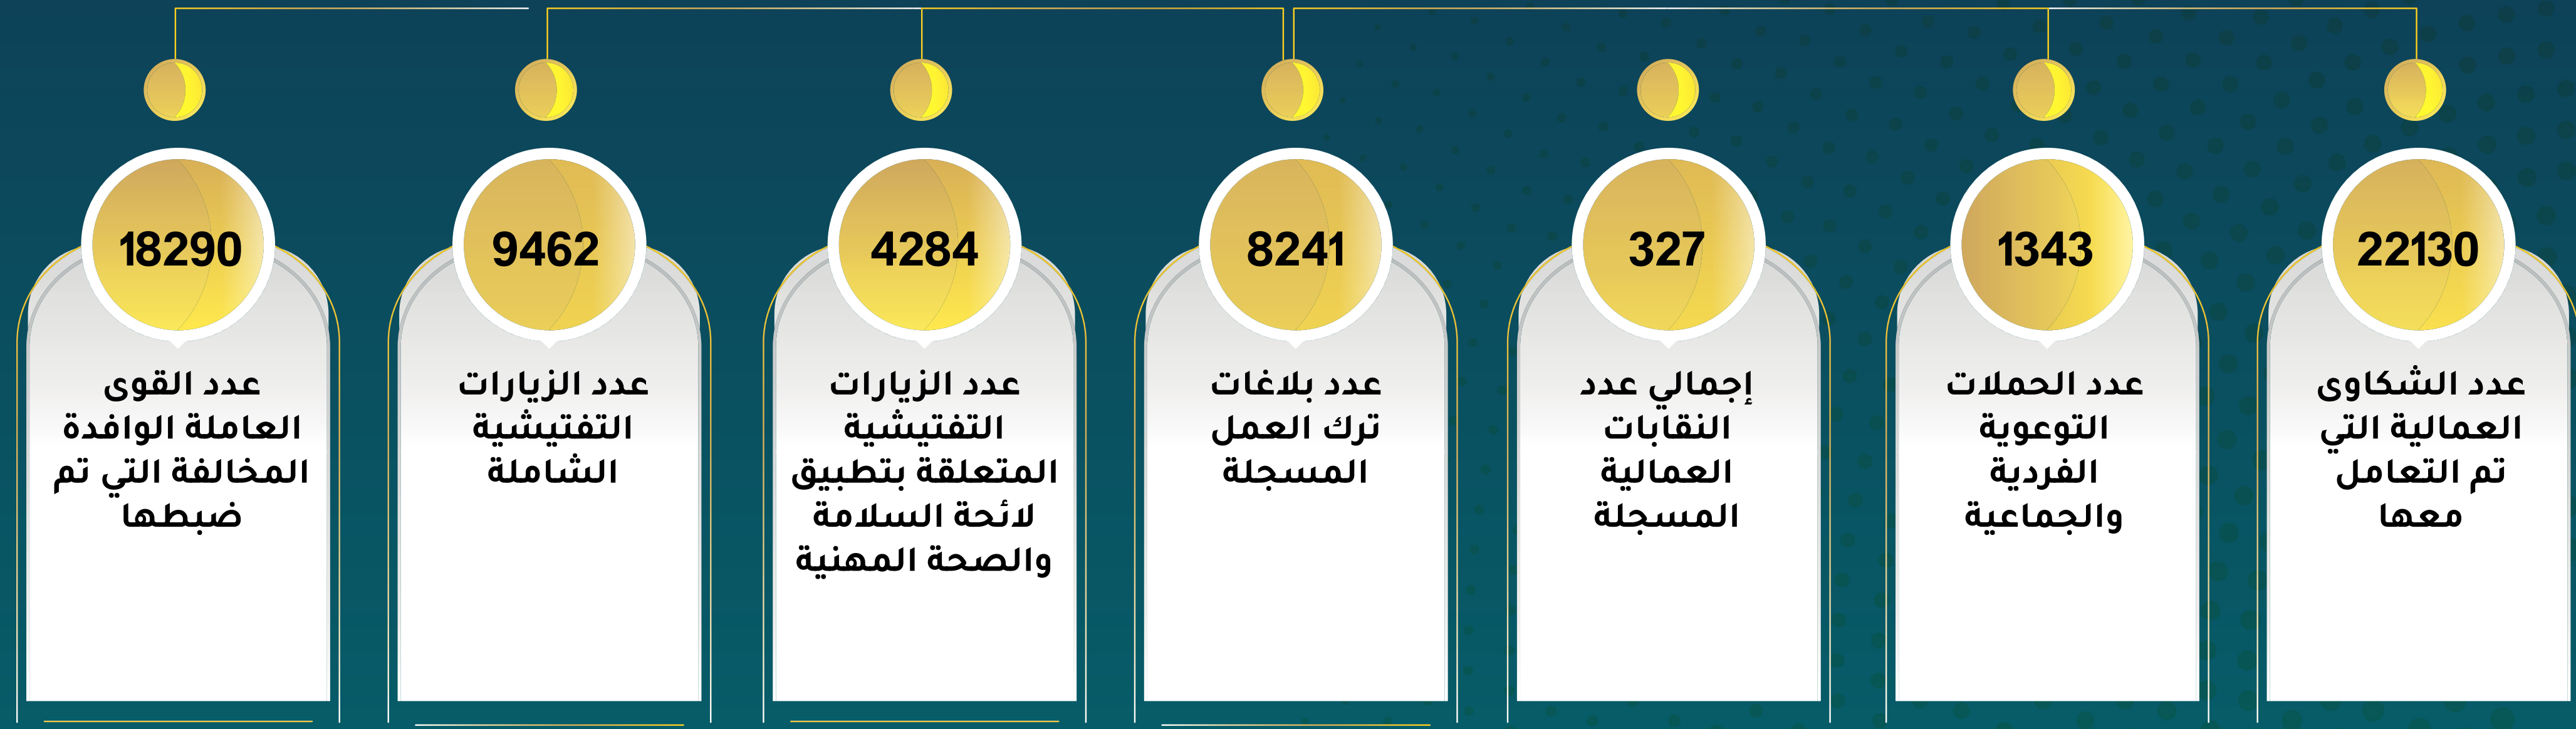 22130
عدد الشكاوى
العمالية التي
تم التعامل
معها
1343
عدد الحملات
التوعوية
الفردية
والجماعية
327
إجمالي عدد
النقابات
العمالية
المسجلة
8241
عدد بلاغات
ترك العمل
المسجلة
4284
عدد الزيارات
التفتيشية
المتعلقة بتطبيق
لائحة السلامة
والصحة المهنية
9462
عدد الزيارات
التفتيشية
الشاملة
18290
عدد القوى
العاملة الوافدة
المخالفة التي تم
ضبطها